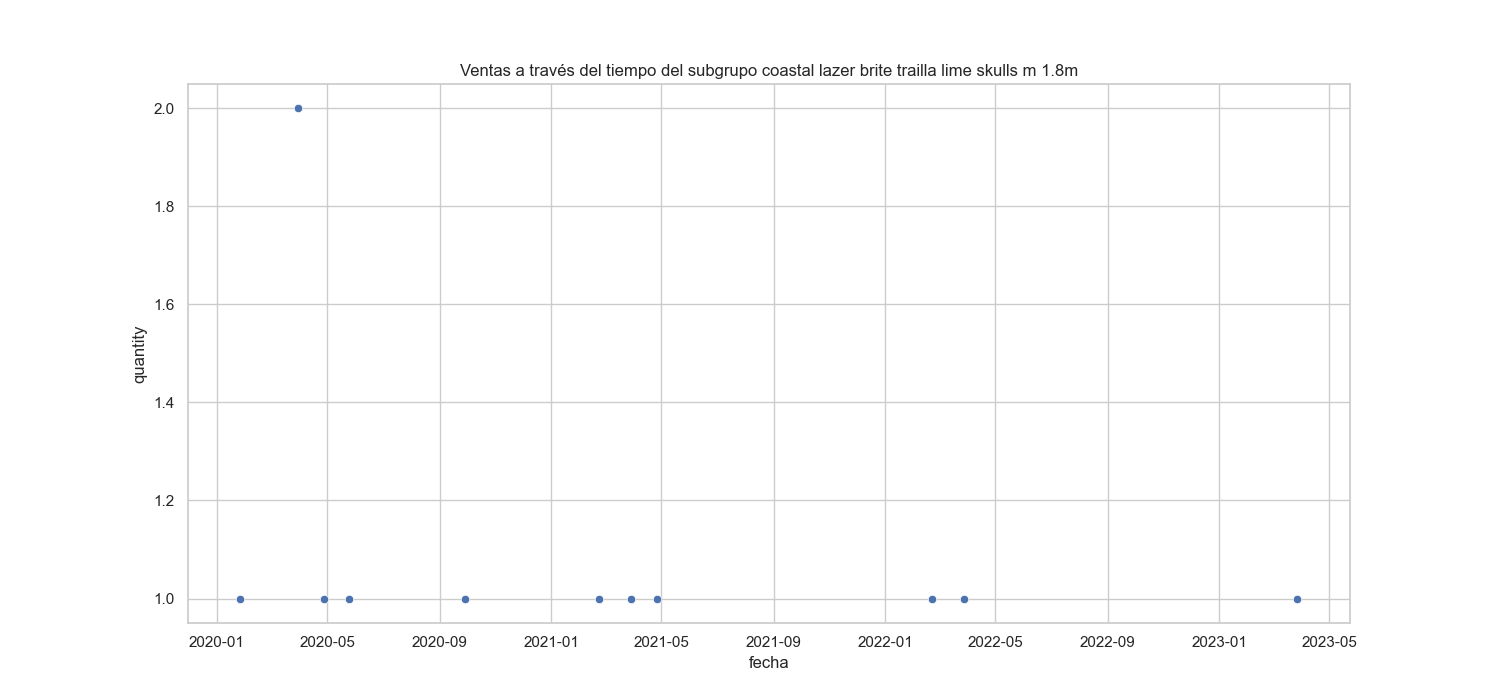 Ventas a través del tiempo del subgrupo coastal lazer brite trailla lime skulls m 1.8m
2.0
1.8
1.6
1.4
1.2
1.0
quantity
2020-01 2020-05 2020-09 2021-01 2021-05 2021-09 2022-01 2022-05 2022-09 2023-01 2023-05
fecha